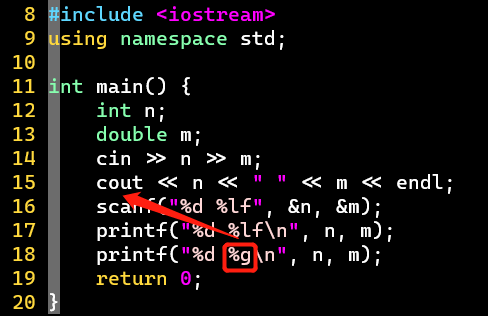 8 #include <iostream>
9 using namespace std;
10
11 int main() {
12     int n;
13     double m;
14     cin >> n >> m;
15     cout << n << " " << m << endl;
16     scanf("%d %lf", &n, &m);
17     printf("%d %lf\n", n, m);
18     printf("%d %g\n", n, m);
19     return 0;
20 }